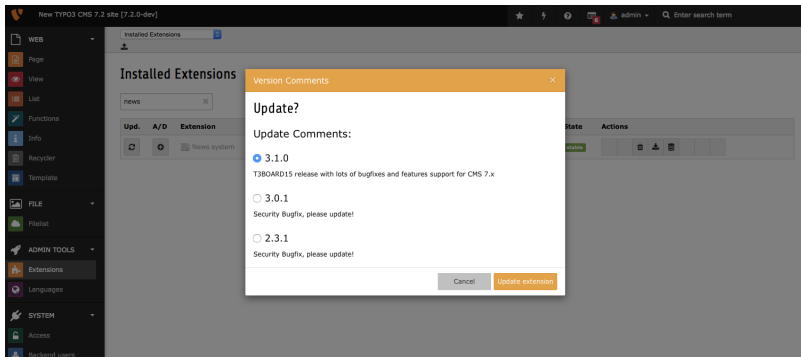 New TYPO3 CMS 7.2 site [7.2.0-dev]
6
admin
Enter search term
WEB
Page
View
List
Functions
Info
Recycler
Template
FILE
Filelist
ADMIN TOOLS
Extensions
Languages
SYSTEM
Access
Backend users
Installed Extensions
Installed Extensions
news
Upd. A/D Extension State Actions
News system stable
Version Comments
Update?
Update Comments:
3.1.0
T3BOARD15 release with lots of bugfixes and features support for CMS 7.x
3.0.1
Security Bugfix, please update!
2.3.1
Security Bugfix, please update!
Cancel Update extension